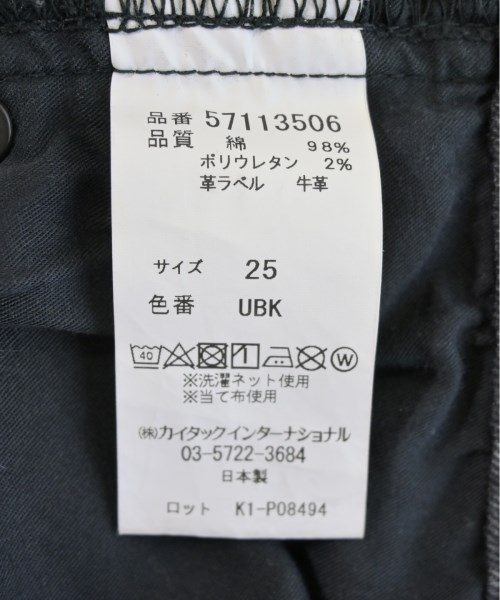 品番 57113506
品質 綿 98%
ポリウレタン 2%
革ラベル 牛革
サイズ 25
色番 UBK
40 W
※洗濯ネット使用
※当て布使用
㈱カイタックインターナショナル
03-5722-3684
日本製
ロット K1-P08494